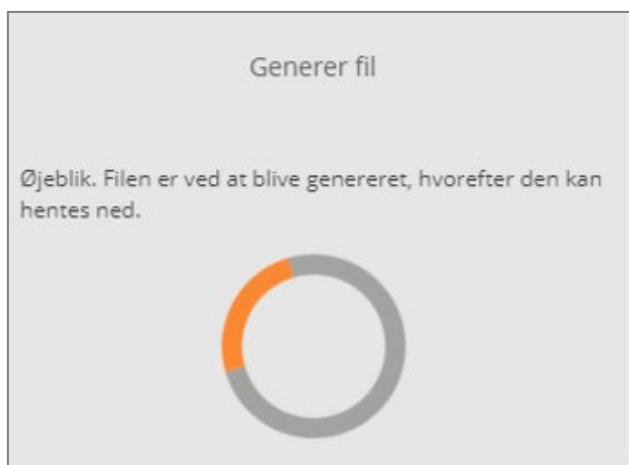 Generer fil
Øjeblik. Filen er ved at blive genereret, hvorefter den kan
hentes ned.